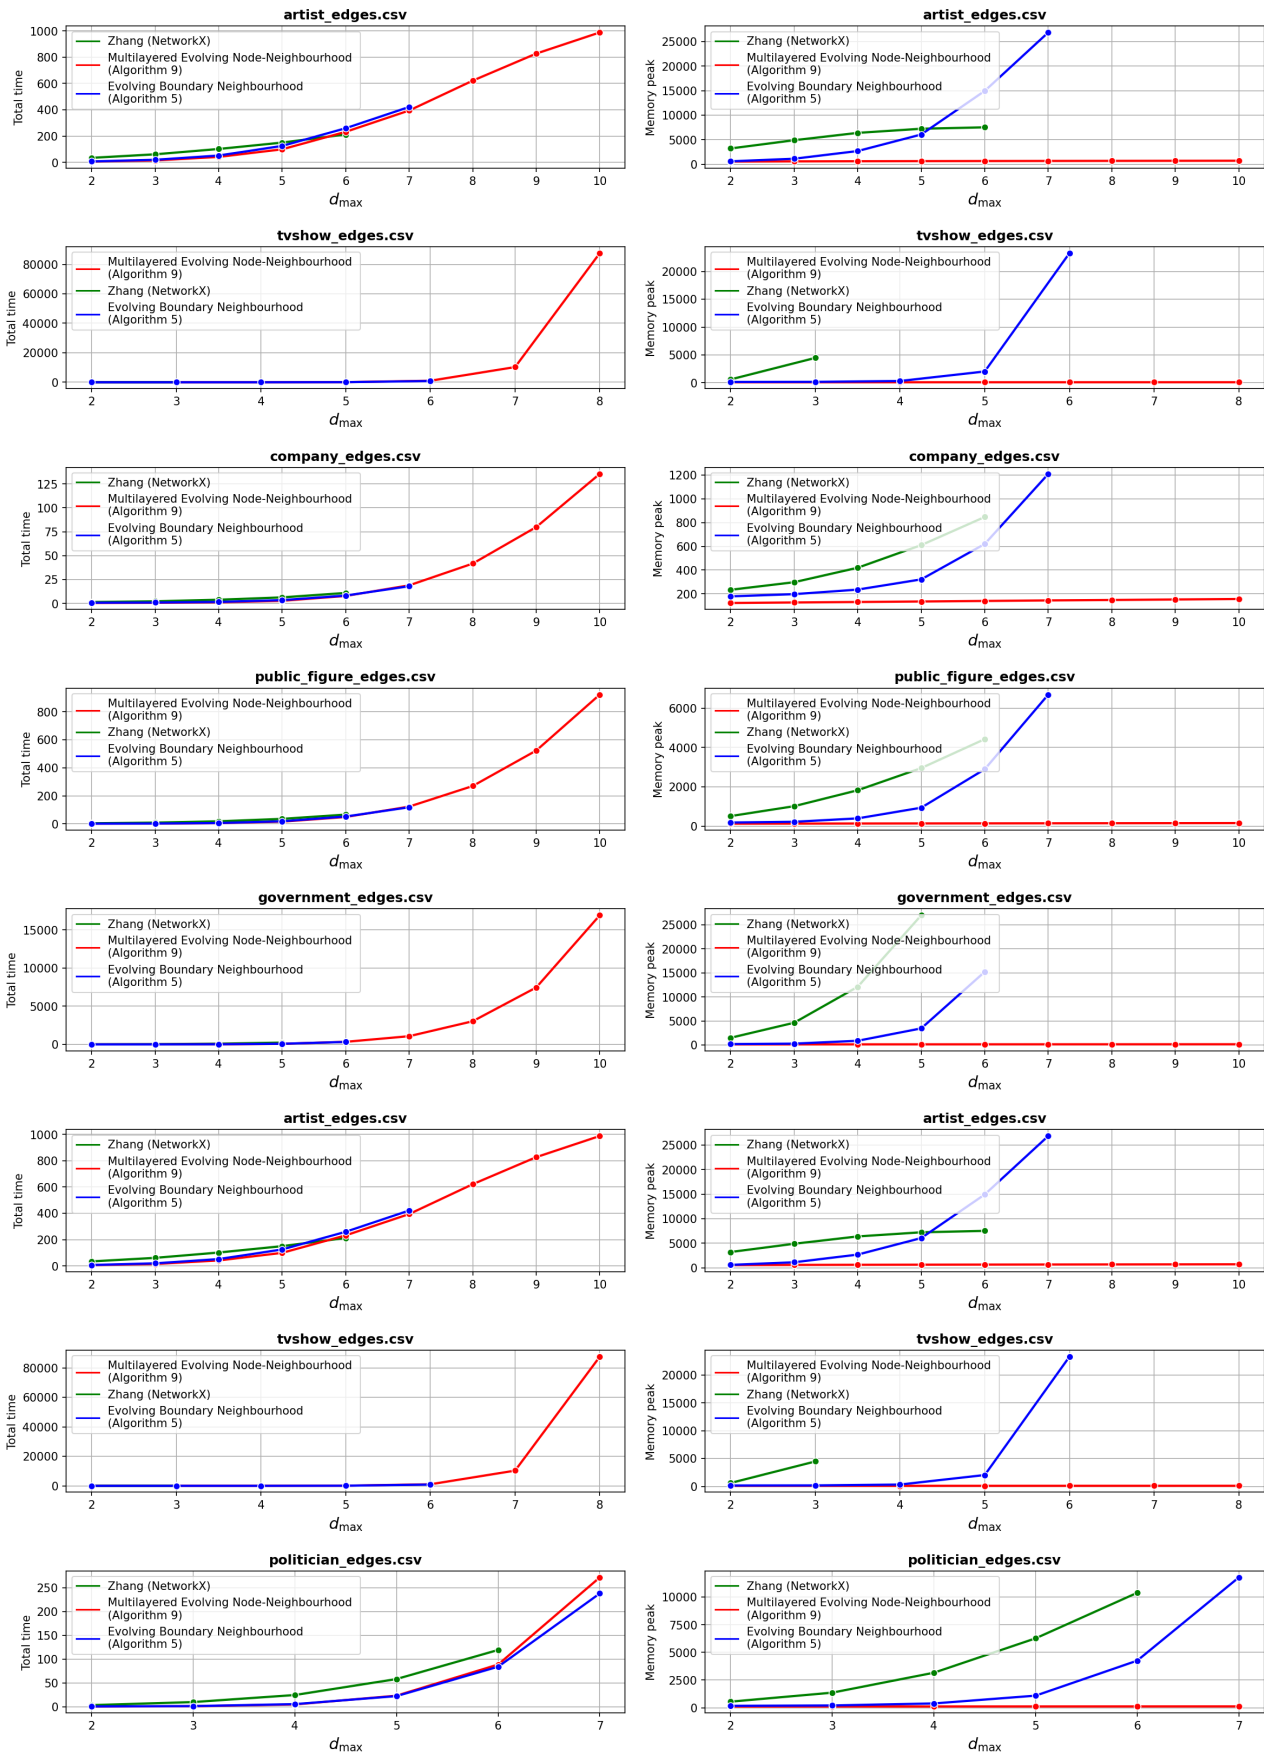 artist_edges.csv
Total time
1000
800
600
400
200
0
Zhang (NetworkX)
Multilayered Evolving Node-Neighbourhood
(Algorithm 9)
Evolving Boundary Neighbourhood
(Algorithm 5)
2 3 4 5 6 7 8 9 10
dmax
artist_edges.csv
Memory peak
25000
20000
15000
10000
5000
0
Zhang (NetworkX)
Multilayered Evolving Node-Neighbourhood
(Algorithm 9)
Evolving Boundary Neighbourhood
(Algorithm 5)
2 3 4 5 6 7 8 9 10
dmax
tvshow_edges.csv
Total time
80000
60000
40000
20000
0
Multilayered Evolving Node-Neighbourhood
(Algorithm 9)
Zhang (NetworkX)
Evolving Boundary Neighbourhood
(Algorithm 5)
2 3 4 5 6 7 8
dmax
tvshow_edges.csv
Memory peak
20000
15000
10000
5000
0
Multilayered Evolving Node-Neighbourhood
(Algorithm 9)
Zhang (NetworkX)
Evolving Boundary Neighbourhood
(Algorithm 5)
2 3 4 5 6 7 8
dmax
company_edges.csv
Total time
125
100
75
50
25
0
Zhang (NetworkX)
Multilayered Evolving Node-Neighbourhood
(Algorithm 9)
Evolving Boundary Neighbourhood
(Algorithm 5)
2 3 4 5 6 7 8 9 10
dmax
company_edges.csv
Memory peak
1200
1000
800
600
400
200
Zhang (NetworkX)
Multilayered Evolving Node-Neighbourhood
(Algorithm 9)
Evolving Boundary Neighbourhood
(Algorithm 5)
2 3 4 5 6 7 8 9 10
dmax
public_figure_edges.csv
Total time
800
600
400
200
0
Multilayered Evolving Node-Neighbourhood
(Algorithm 9)
Zhang (NetworkX)
Evolving Boundary Neighbourhood
(Algorithm 5)
2 3 4 5 6 7 8 9 10
dmax
public_figure_edges.csv
Memory peak
6000
4000
2000
0
Multilayered Evolving Node-Neighbourhood
(Algorithm 9)
Zhang (NetworkX)
Evolving Boundary Neighbourhood
(Algorithm 5)
2 3 4 5 6 7 8 9 10
dmax
government_edges.csv
Total time
15000
10000
5000
0
Zhang (NetworkX)
Multilayered Evolving Node-Neighbourhood
(Algorithm 9)
Evolving Boundary Neighbourhood
(Algorithm 5)
2 3 4 5 6 7 8 9 10
dmax
government_edges.csv
Memory peak
25000
20000
15000
10000
5000
0
Zhang (NetworkX)
Multilayered Evolving Node-Neighbourhood
(Algorithm 9)
Evolving Boundary Neighbourhood
(Algorithm 5)
2 3 4 5 6 7 8 9 10
dmax
artist_edges.csv
Total time
1000
800
600
400
200
0
Zhang (NetworkX)
Multilayered Evolving Node-Neighbourhood
(Algorithm 9)
Evolving Boundary Neighbourhood
(Algorithm 5)
2 3 4 5 6 7 8 9 10
dmax
artist_edges.csv
Memory peak
25000
20000
15000
10000
5000
0
Zhang (NetworkX)
Multilayered Evolving Node-Neighbourhood
(Algorithm 9)
Evolving Boundary Neighbourhood
(Algorithm 5)
2 3 4 5 6 7 8 9 10
dmax
tvshow_edges.csv
Total time
80000
60000
40000
20000
0
Multilayered Evolving Node-Neighbourhood
(Algorithm 9)
Zhang (NetworkX)
Evolving Boundary Neighbourhood
(Algorithm 5)
2 3 4 5 6 7 8
dmax
tvshow_edges.csv
Memory peak
20000
15000
10000
5000
0
Multilayered Evolving Node-Neighbourhood
(Algorithm 9)
Zhang (NetworkX)
Evolving Boundary Neighbourhood
(Algorithm 5)
2 3 4 5 6 7 8
dmax
politician_edges.csv
Total time
250
200
150
100
50
0
Zhang (NetworkX)
Multilayered Evolving Node-Neighbourhood
(Algorithm 9)
Evolving Boundary Neighbourhood
(Algorithm 5)
2 3 4 5 6 7
dmax
politician_edges.csv
Memory peak
10000
7500
5000
2500
0
Zhang (NetworkX)
Multilayered Evolving Node-Neighbourhood
(Algorithm 9)
Evolving Boundary Neighbourhood
(Algorithm 5)
2 3 4 5 6 7
dmax